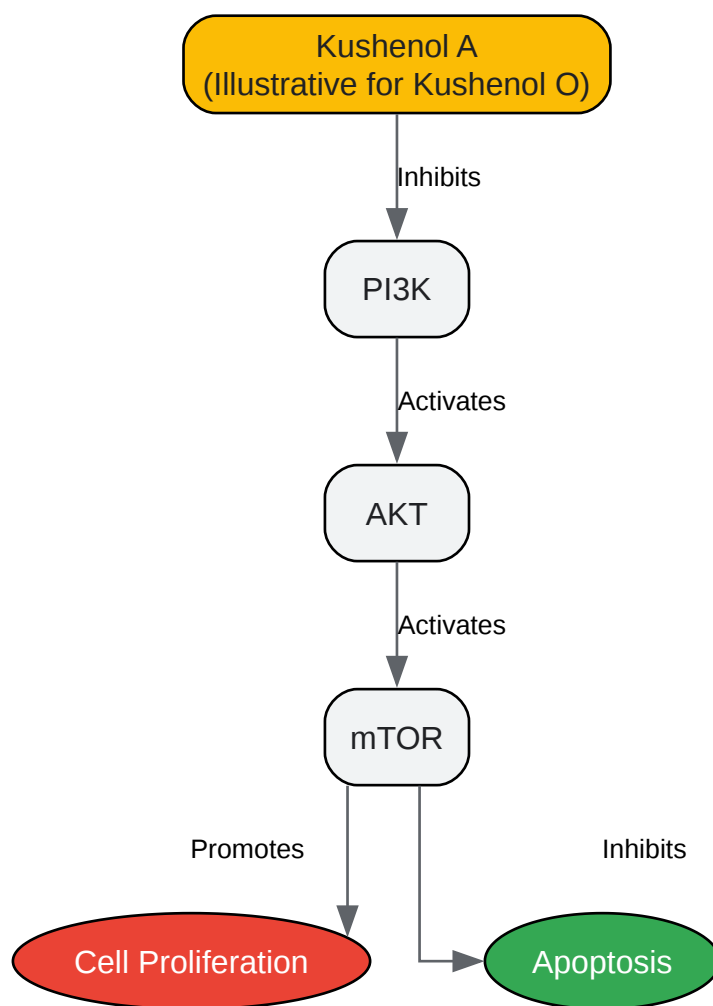 Kushenol A
(Illustrative for Kushenol O)
Inhibits
PI3K
Activates
AKT
Activates
mTOR
Promotes
Inhibits
Cell Proliferation
Apoptosis